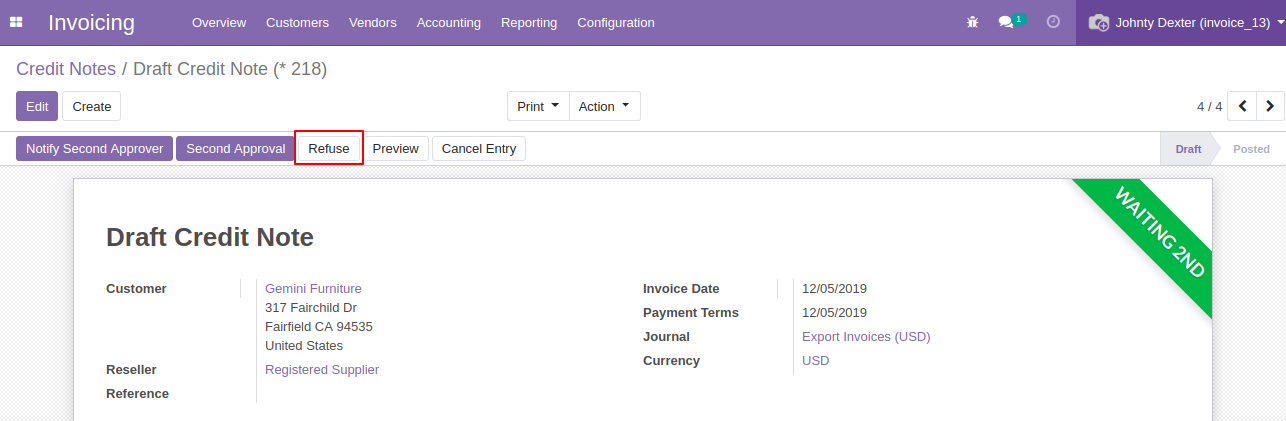 Invoicing Overview Customers Vendors Accounting Reporting Configuration 1 Johnty Dexter (invoice_13)
Credit Notes / Draft Credit Note (* 218)
Edit Create Print Action 4 / 4
Notify Second Approver Second Approval Refuse Preview Cancel Entry Draft Posted
WAITING 2ND
Draft Credit Note
Customer Gemini Furniture Invoice Date 12/05/2019
317 Fairchild Dr Payment Terms 12/05/2019
Fairfield CA 94535 Journal Export Invoices (USD)
United States Currency USD
Reseller Registered Supplier
Reference